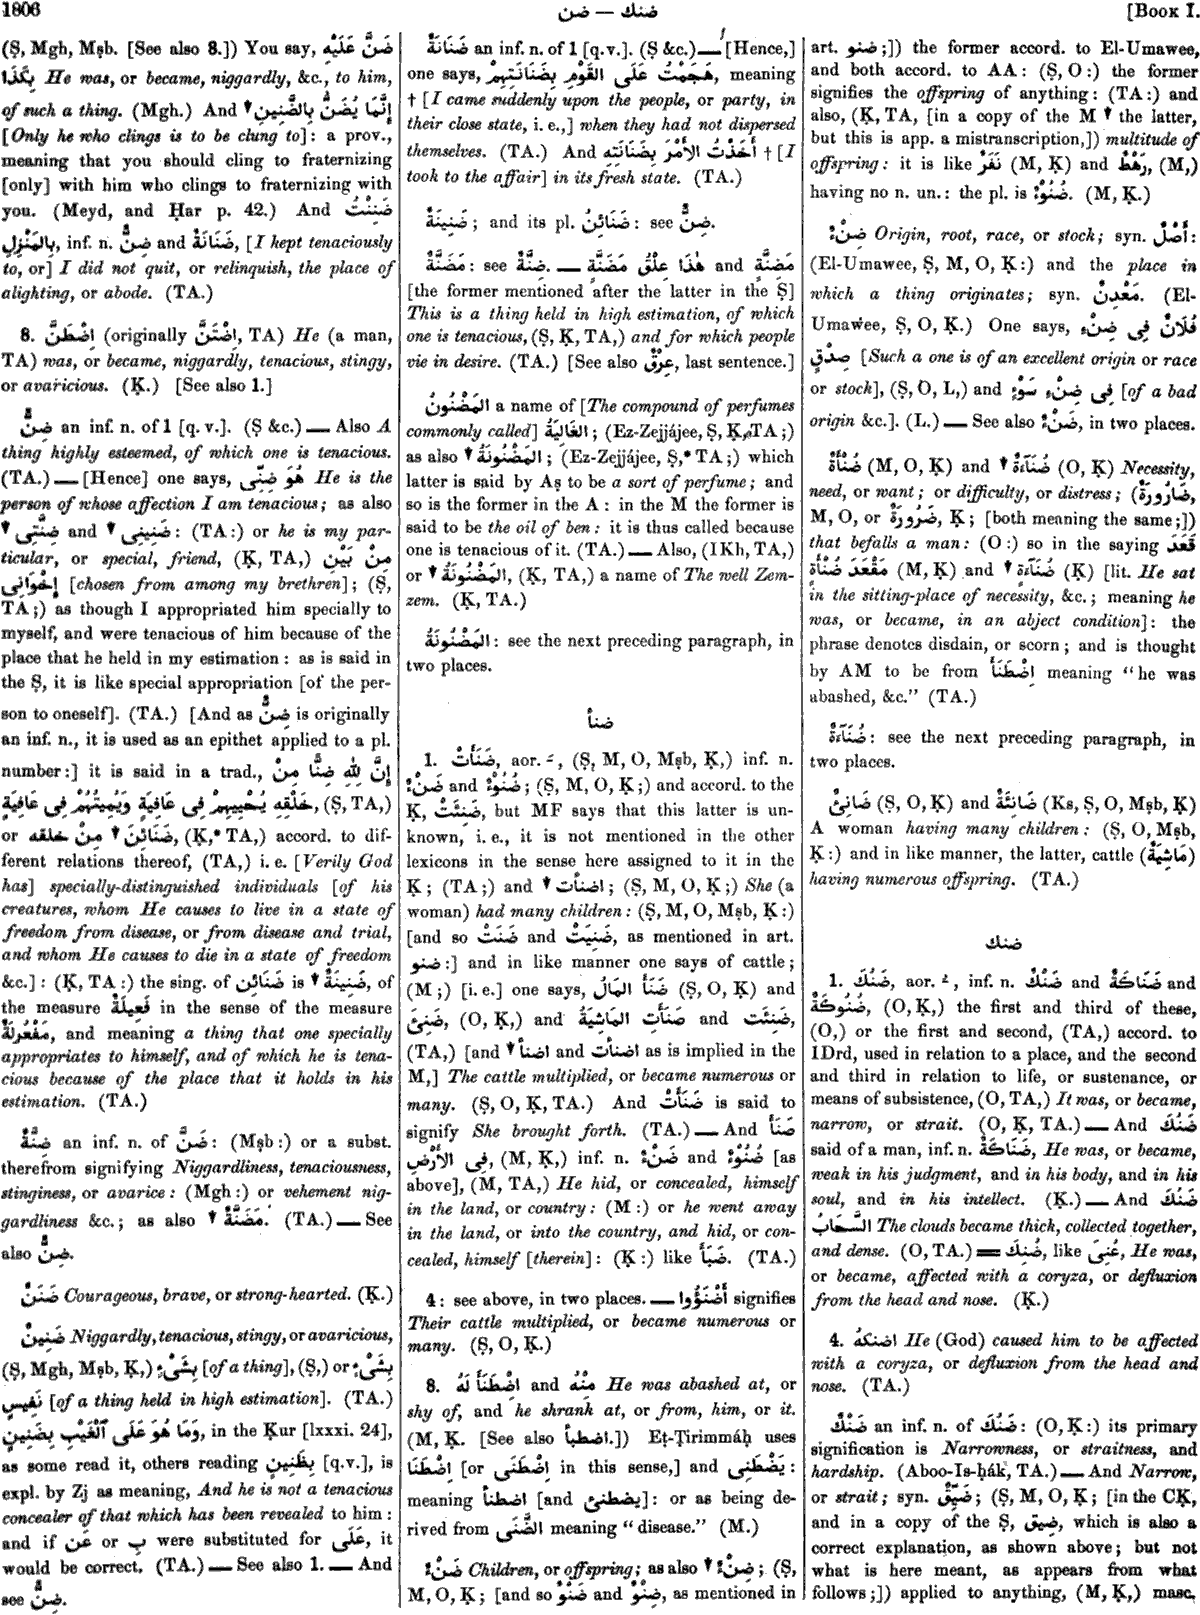 1806
ضنك — ضن
[BOOK I.
(Ṣ, Mgh, Mṣb. [See also 8.]) You say, ضَنَّ عَلَيْهِ
بِكَذَا He was, or became, niggardly, &c., to him,
of such a thing. (Mgh.) And إِنَّمَا يُضَنُّ بِالضَّنِينِ ▼
[Only he who clings is to be clung to]: a prov.,
meaning that you should cling to fraternizing
[only] with him who clings to fraternizing with
you. (Meyd, and Ḥar p. 42.) And ضَنِنْتُ
بِالمَنْزِلِ, inf. n. ضِنٌّ and ضَنَانَةٌ, [I kept tenaciously
to, or] I did not quit, or relinquish, the place of
alighting, or abode. (TA.)
8. اِضْطَنَّ (originally اِضْتَنَّ, TA) He (a man,
TA) was, or became, niggardly, tenacious, stingy,
or avaricious. (Ḳ.) [See also 1.]
ضِنٌّ an inf. n. of 1 [q. v.]. (Ṣ &c.) — Also A
thing highly esteemed, of which one is tenacious.
(TA.) — [Hence] one says, هُوَ ضِنِّى He is the
person of whose affection I am tenacious; as also
ضِنَّتِى ▼ and ضَنِينِى ▼: (TA:) or he is my par-
ticular, or special, friend, (Ḳ, TA,) مِنْ بَيْنِ
إِخْوَانِى [chosen from among my brethren]; (Ṣ,
TA;) as though I appropriated him specially to
myself, and were tenacious of him because of the
place that he held in my estimation: as is said in
the Ṣ, it is like special appropriation [of the per-
son to oneself]. (TA.) [And as ضِنٌّ is originally
an inf. n., it is used as an epithet applied to a pl.
number:] it is said in a trad., إِنَّ لِلّٰهِ ضِنًّا مِنْ
خَلْقِهِ يُحْيِيهِمْ فِى عَافِيَةٍ وَيُمِيتُهُمْ فِى عَافِيَةٍ, (Ṣ, TA,)
or ضَنَائِنَ ▼ مِنْ خلقه, (Ḳ,* TA,) accord. to dif-
ferent relations thereof, (TA,) i. e. [Verily God
has] specially-distinguished individuals [of his
creatures, whom He causes to live in a state of
freedom from disease, or from disease and trial,
and whom He causes to die in a state of freedom
&c.]: (Ḳ, TA:) the sing. of ضَنَائِن is ضَنِينَةٌ ▼, of
the measure فَعِيلَةٌ in the sense of the measure
مَفْعُولَةٌ, and meaning a thing that one specially
appropriates to himself, and of which he is tena-
cious because of the place that it holds in his
estimation. (TA.)
ضِنَّةٌ an inf. n. of ضَنَّ: (Mṣb:) or a subst.
therefrom signifying Niggardliness, tenaciousness,
stinginess, or avarice: (Mgh:) or vehement nig-
gardliness &c.; as also مَضَنَّةٌ ▼. (TA.) — See
also ضِنٌّ.
ضَنَنٌ Courageous, brave, or strong-hearted. (Ḳ.)
ضَنِينٌ Niggardly, tenacious, stingy, or avaricious,
(Ṣ, Mgh, Mṣb, Ḳ,) بِشَىْءٍ [of a thing], (Ṣ,) or بِشَىْءٍ
نَفِيسٍ [of a thing held in high estimation]. (TA.)
وَمَا هُوَ عَلَى ٱلْغَيْبِ بِضَنِينٍ, in the Ḳur [lxxxi. 24],
as some read it, others reading بِظَنِينٍ [q.v.], is
expl. by Zj as meaning, And he is not a tenacious
concealer of that which has been revealed to him:
and if عَن or بِ were substituted for عَلَى, it
would be correct. (TA.) — See also 1. — And
see ضِنٌّ.
ضَنَانَةٌ an inf. n. of 1 [q.v.]. (Ṣ &c.) — [Hence,]
one says, هَجَمْتُ عَلَى القَوْمِ بِضَنَانَتِهِمْ, meaning
† [I came suddenly upon the people, or party, in
their close state, i. e.,] when they had not dispersed
themselves. (TA.) And أَخَذْتُ الأَمْرَ بِضَنَانَتِهِ † [I
took to the affair] in its fresh state. (TA.)
ضَنِينَةٌ; and its pl. ضَنَائِنُ: see ضِنٌّ.
مَضَنَّةٌ: see ضِنَّةٌ. — هٰذَا عِلْقُ مَضَنَّةٍ and مَضِنَّةٍ
[the former mentioned after the latter in the Ṣ]
This is a thing held in high estimation, of which
one is tenacious, (Ṣ, Ḳ, TA,) and for which people
vie in desire. (TA.) [See also عِرْقٌ, last sentence.]
المَضْنُونُ a name of [The compound of perfumes
commonly called] الغَالِيَةُ; (Ez-Zejjájee, Ṣ, Ḳ, TA;)
as also المَضْنُونَةُ ▼; (Ez-Zejjájee, Ṣ,* TA;) which
latter is said by Aṣ to be a sort of perfume; and
so is the former in the A: in the M the former is
said to be the oil of ben: it is thus called because
one is tenacious of it. (TA.) — Also, (IKh, TA,)
or المَضْنُونَةُ ▼, (Ḳ, TA,) a name of The well Zem-
zem. (Ḳ, TA.)
المَضْنُونَةُ: see the next preceding paragraph, in
two places.
ضنأ
1. ضَنَأَتْ, aor. ـَ, (Ṣ, M, O, Mṣb, Ḳ,) inf. n.
ضَنْءٌ and ضُنُوْءٌ; (Ṣ, M, O, Ḳ;) and accord. to the
Ḳ, ضَنِئَتْ, but MF says that this latter is un-
known, i. e., it is not mentioned in the other
lexicons in the sense here assigned to it in the
Ḳ; (TA;) and اضنأت ▼; (Ṣ, M, O, Ḳ;) She (a
woman) had many children: (Ṣ, M, O, Mṣb, Ḳ:)
[and so ضَنَتْ and ضَنِيَتْ, as mentioned in art.
ضنو:] and in like manner one says of cattle;
(M;) [i. e.] one says, ضَنَأَ المَالُ (Ṣ, O, Ḳ) and
ضَنِئَ, (O, Ḳ,) and ضَنَأَتِ المَاشِيَةُ and ضَنِئَت,
(TA,) [and اضنأ ▼ and اضنأت as is implied in the
M,] The cattle multiplied, or became numerous or
many. (Ṣ, O, Ḳ, TA.) And ضَنَأَتْ is said to
signify She brought forth. (TA.) — And ضَنَأَ
فِى الأَرْضِ, (M, Ḳ,) inf. n. ضَنْءٌ and ضُنُوْءٌ [as
above], (M, TA,) He hid, or concealed, himself
in the land, or country: (M:) or he went away
in the land, or into the country, and hid, or con-
cealed, himself [therein]: (Ḳ:) like ضَبَأَ. (TA.)
4: see above, in two places. — أَضْنَؤُوا signifies
Their cattle multiplied, or became numerous or
many. (Ṣ, O, Ḳ.)
8. اِضْطَنَأَ لَهُ and مِنْهُ He was abashed at, or
shy of, and he shrank at, or from, him, or it.
(M, Ḳ. [See also اضطبأ.]) Eṭ-Ṭirimmáḥ uses
اِضْطَنَا [or اِضْطَنَى in this sense,] and يَضْطَنِى:
meaning اضطنأ [and يضطنئ]: or as being de-
rived from الضَّنَى meaning “disease.” (M.)
ضَنْءٌ Children, or offspring; as also ضِنْءٌ ▼; (Ṣ,
M, O, Ḳ; [and so ضَنْوٌ and ضِنْوٌ, as mentioned in
art. ضنو;]) the former accord. to El-Umawee,
and both accord. to AA: (Ṣ, O:) the former
signifies the offspring of anything: (TA:) and
also, (Ḳ, TA, [in a copy of the M ▼ the latter,
but this is app. a mistranscription,]) multitude of
offspring: it is like نَفَرٌ (M, Ḳ) and رَهْطٌ, (M,)
having no n. un.: the pl. is ضُنُوْءٌ. (M, Ḳ.)
ضِنْءٌ Origin, root, race, or stock; syn. أَصْلٌ:
(El-Umawee, Ṣ, M, O, Ḳ:) and the place in
which a thing originates; syn. مَعْدِنٌ. (El-
Umawee, Ṣ, O, Ḳ.) One says, فُلَانٌ فِى ضِنْءِ
صِدْقٍ [Such a one is of an excellent origin or race
or stock], (Ṣ, O, L,) and فِى ضِنْءِ سَوْءٍ [of a bad
origin &c.]. (L.) — See also ضَنْءٌ, in two places.
ضُنْأَةٌ (M, O, Ḳ) and ضُنَآءَةٌ ▼ (O, Ḳ) Necessity,
need, or want; or difficulty, or distress; (ضَارُورَةٌ,
M, O, or ضَرُورَةٌ, Ḳ; [both meaning the same;])
that befalls a man: (O:) so in the saying قَعَدَ
مَقْعَدَ ضُنْأَةٍ (M, Ḳ) and ضُنَآءَةٍ ▼ (Ḳ) [lit. He sat
in the sitting-place of necessity, &c.; meaning he
was, or became, in an abject condition]: the
phrase denotes disdain, or scorn; and is thought
by AM to be from اِضْطَنَأَ meaning “he was
abashed, &c.” (TA.)
ضُنَآءَةٌ: see the next preceding paragraph, in
two places.
ضَانِئٌ (Ṣ, O, Ḳ) and ضَانِئَةٌ (Ks, Ṣ, O, Mṣb, Ḳ)
A woman having many children: (Ṣ, O, Mṣb,
Ḳ:) and in like manner, the latter, cattle (مَاشِيَةٌ)
having numerous offspring. (TA.)
ضنك
1. ضَنُكَ, aor. ـُ, inf. n. ضَنْكٌ and ضَنَاكَةٌ and
ضُنُوكَةٌ, (O, Ḳ,) the first and third of these,
(O,) or the first and second, (TA,) accord. to
IDrd, used in relation to a place, and the second
and third in relation to life, or sustenance, or
means of subsistence, (O, TA,) It was, or became,
narrow, or strait. (O, Ḳ, TA.) — And ضَنُكَ
said of a man, inf. n. ضَنَاكَةٌ, He was, or became,
weak in his judgment, and in his body, and in his
soul, and in his intellect. (Ḳ.) — And ضَنُكَ
السَّحَابُ The clouds became thick, collected together,
and dense. (O, TA.) = ضُنِكَ, like عُنِىَ, He was,
or became, affected with a coryza, or defluxion
from the head and nose. (Ḳ.)
4. اضنكهُ He (God) caused him to be affected
with a coryza, or defluxion from the head and
nose. (TA.)
ضَنْكٌ an inf. n. of ضَنُكَ: (O, Ḳ:) its primary
signification is Narrowness, or straitness, and
hardship. (Aboo-Is-ḥáḳ, TA.) — And Narrow,
or strait; syn. ضَيِّقٌ; (Ṣ, M, O, Ḳ; [in the CḲ,
and in a copy of the Ṣ, ضِيق, which is also a
correct explanation, as shown above; but not
what is here meant, as appears from what
follows;]) applied to anything, (M, Ḳ,) masc.